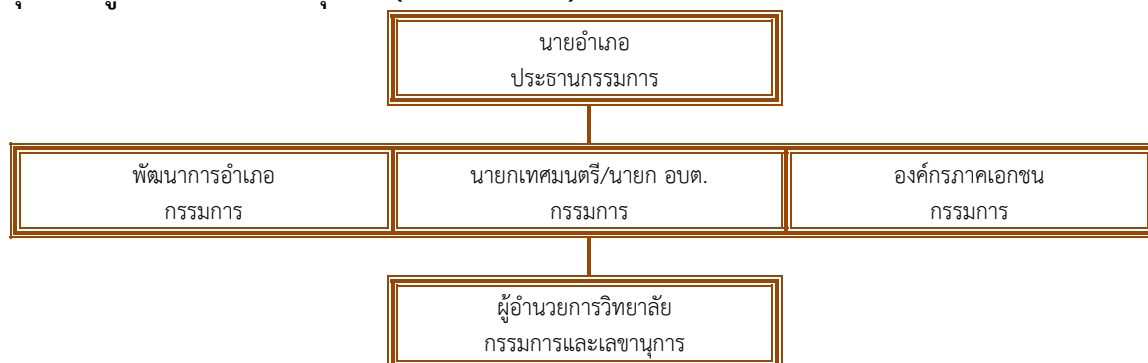 นายอำเภอ
ประธานกรรมการ
พัฒนาการอำเภอ
กรรมการ
นายกเทศมนตรี/นายก อบต.
กรรมการ
องค์กรภาคเอกชน
กรรมการ
ผู้อำนวยการวิทยาลัย
กรรมการและเลขานุการ